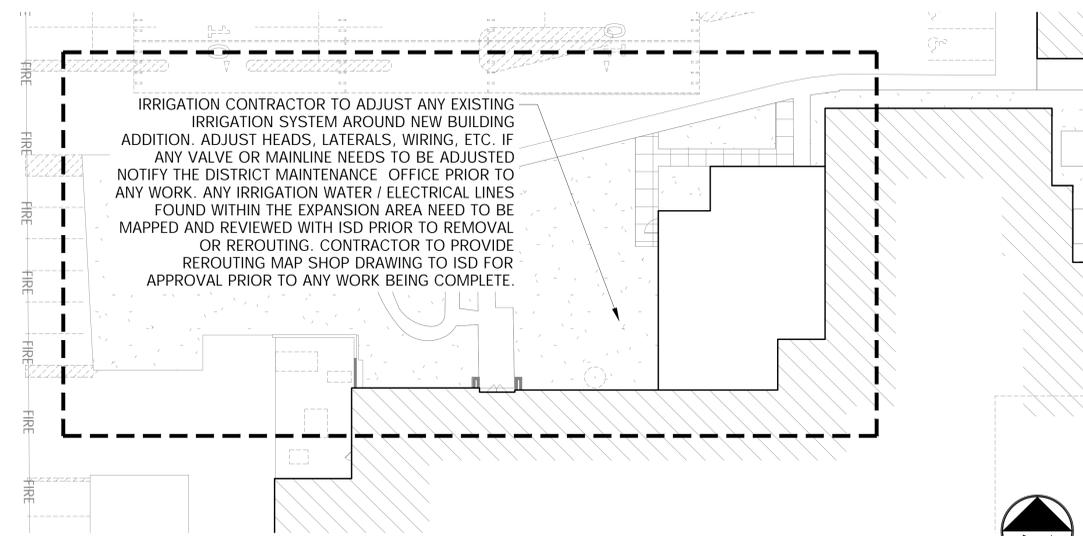 IRRIGATION CONTRACTOR TO ADJUST ANY EXISTING
IRRIGATION SYSTEM AROUND NEW BUILDING
ADDITION. ADJUST HEADS, LATERALS, WIRING, ETC. IF
ANY VALVE OR MAINLINE NEEDS TO BE ADJUSTED
NOTIFY THE DISTRICT MAINTENANCE OFFICE PRIOR TO
ANY WORK. ANY IRRIGATION WATER / ELECTRICAL LINES
FOUND WITHIN THE EXPANSION AREA NEED TO BE
MAPPED AND REVIEWED WITH ISD PRIOR TO REMOVAL
OR REROUTING. CONTRACTOR TO PROVIDE
REROUTING MAP SHOP DRAWING TO ISD FOR
APPROVAL PRIOR TO ANY WORK BEING COMPLETE.
FIRE
FIRE
FIRE
FIRE
FIRE
FIRE
FIRE